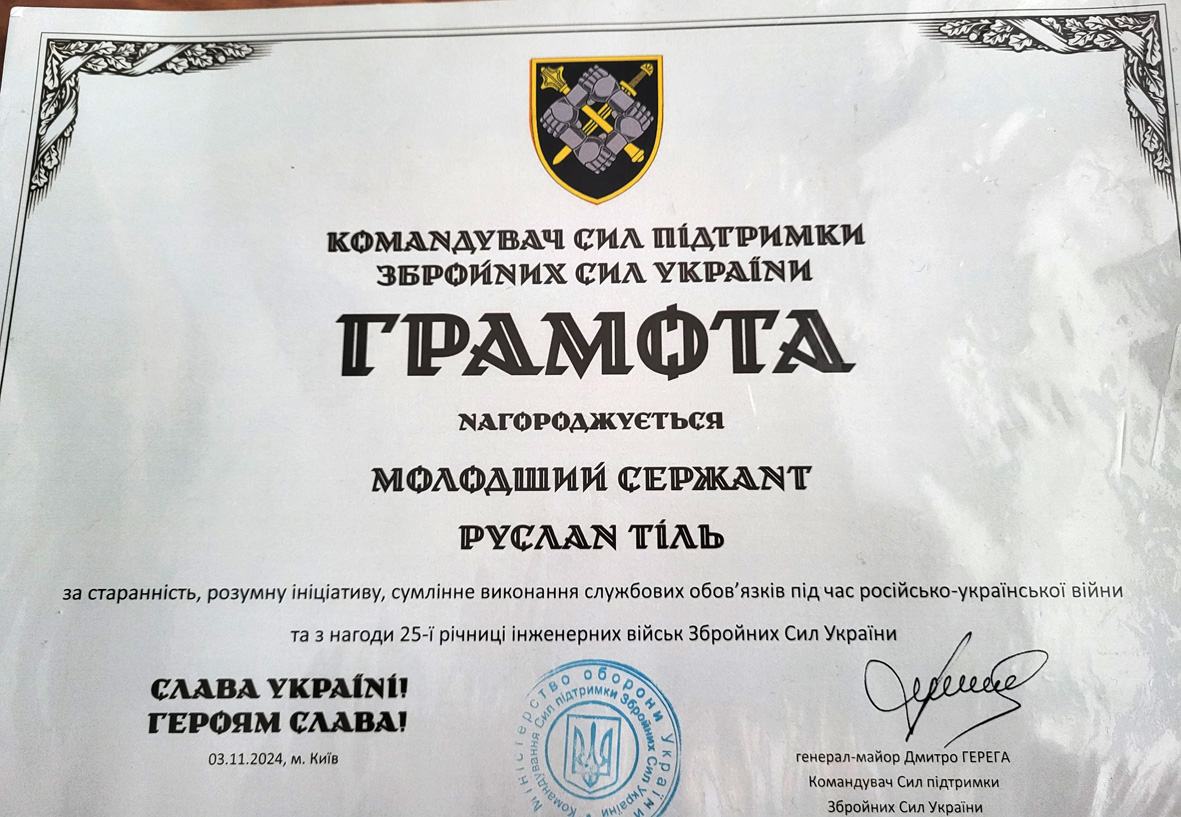 КОМАНДУВАЧ СИЛ ПІДТРИМКИ
ЗБРОЙНИХ СИЛ УКРАЇНИ
ГРАМОТА
НАГОРОДЖУЄТЬСЯ
МОЛОДШИЙ СЕРЖАНТ
РУСЛАН ТІЛЬ
за старанність, розумну ініціативу, сумлінне виконання службових обов’язків під час російсько-української війни
та з нагоди 25-ї річниці інженерних військ Збройних Сил України
СЛАВА УКРАЇНІ!
ГЕРОЯМ СЛАВА!
03.11.2024, м. Київ
Міністерство оборони України
Командування Сил підтримки Збройних Сил України
генерал-майор Дмитро ГЕРЕГА
Командувач Сил підтримки
Збройних Сил України